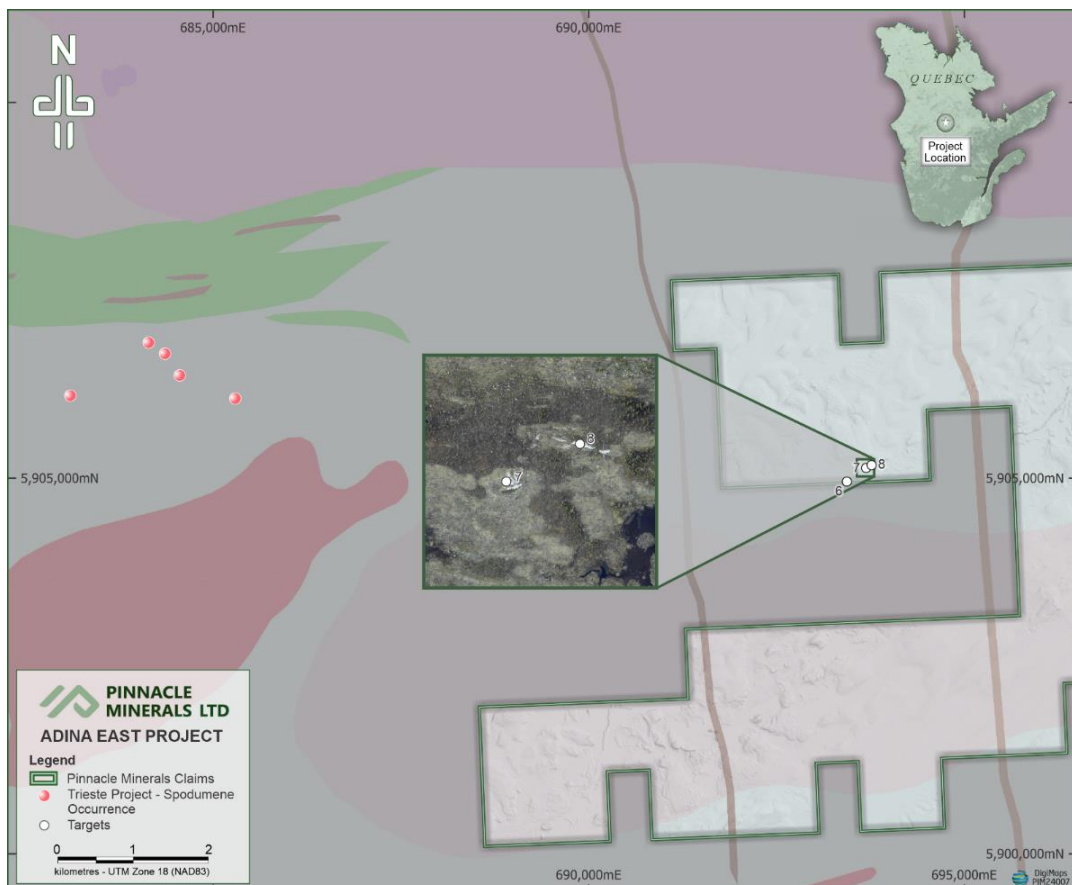 685,000mE
690,000mE
N
QUEBEC
Project
Location
8
7
7
8
6
5,905,000mN
5,905,000mN
PINNACLE
MINERALS LTD
ADINA EAST PROJECT
Legend
Pinnacle Minerals Claims
Trieste Project - Spodumene
Occurrence
Targets
0 1 2
kilometres - UTM Zone 18 (NAD83)
5,900,000mN
690,000mE
695,000mE
DigiMaps
PIM24007